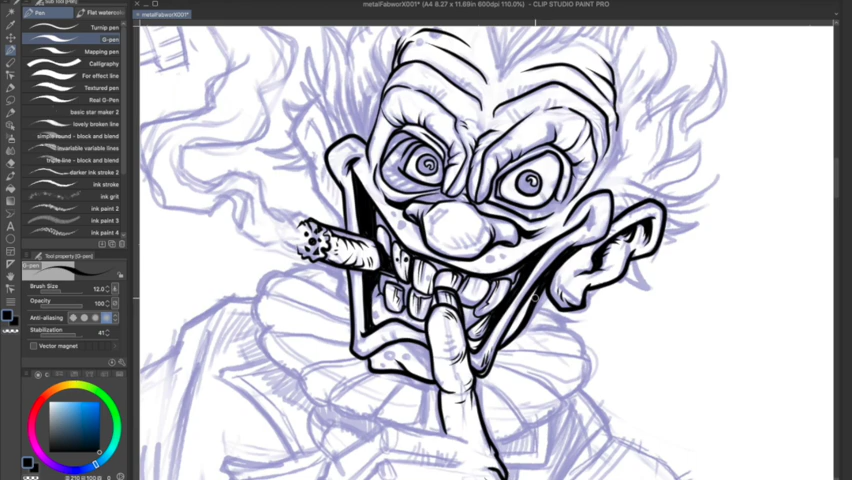 metalFabworX001* (A4 8.27 x 11.69in 600dpi 110.0%) - CLIP STUDIO PAINT PRO
metalFabworX001*
Pen
Flat watercolo
Turnip pen
G-pen
Mapping pen
Calligraphy
For effect line
Textured pen
Real G-Pen
basic star maker 2
lovely broken line
simple round - block and blend
invariable variable lines
triple line - block and blend
darker ink stroke 2
ink stroke
ink grit
ink paint 2
ink paint 3
ink paint 4
Tool property [G-pen]
G-pen
Brush Size 12.0
Opacity 100
Anti-aliasing
Stabilization 41
Vector magnet
210 100 0